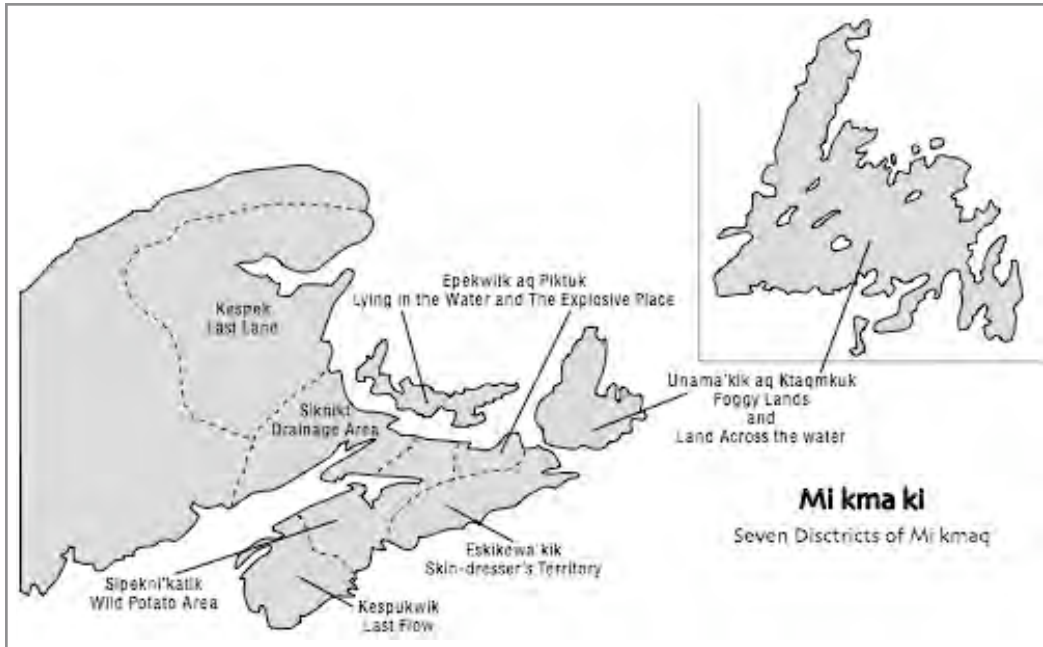 Epekwitk aq Piktuk
Lying in the Water and The Explosive Place
Kespek
Last Land
Siknikt
Drainage Area
Unama'kik aq Ktaqmkuk
Foggy Lands
and
Land Across the water
Mi kma ki
Seven Disctricts of Mi kmaq
Eskikewa'kik
Skin-dresser's Territory
Sipekni'katik
Wild Potato Area
Kespukwik
Last Flow